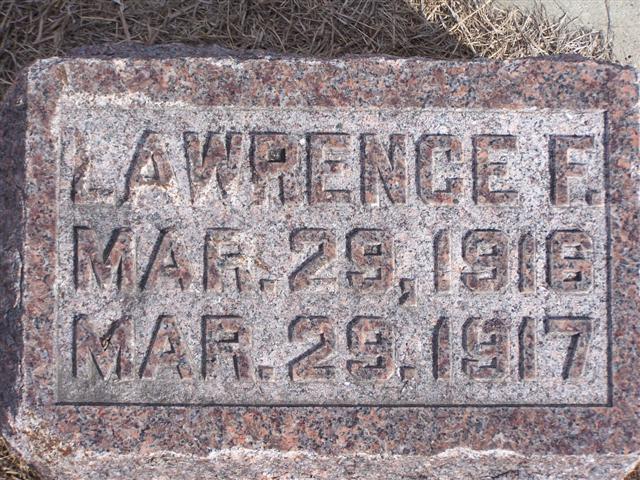 LAWRENCE F.
MAR. 29, 1916
MAR. 29. 1917